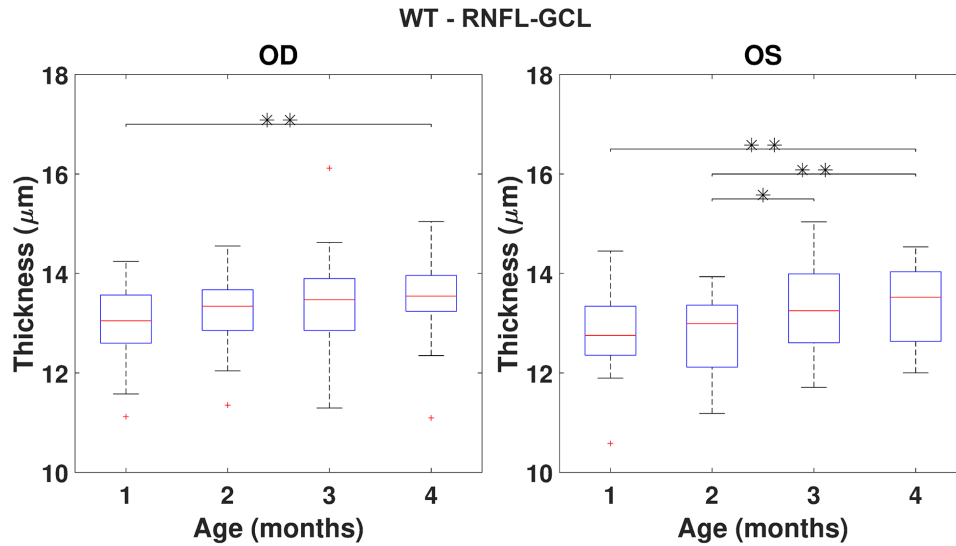 WT - RNFL-GCL
OD
18
16
14
12
10
Thickness (μm)
1 2 3 4
Age (months)
* *
OS
18
16
14
12
10
Thickness (μm)
1 2 3 4
Age (months)
* *
* *
*